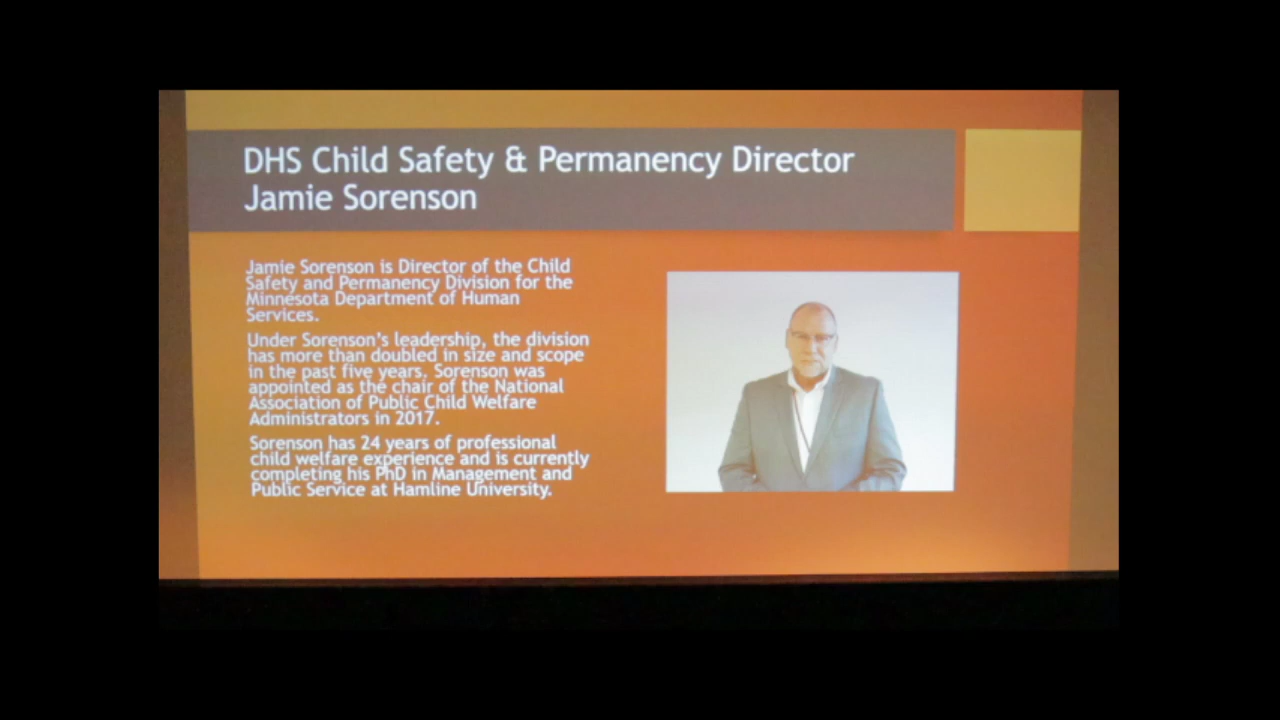 DHS Child Safety & Permanency Director
Jamie Sorenson
Jamie Sorenson is Director of the Child
Safety and Permanency Division for the
Minnesota Department of Human
Services.
Under Sorenson's leadership, the division
has more than doubled in size and scope
in the past five years. Sorenson was
appointed as the chair of the National
Association of Public Child Welfare
Administrators in 2017.
Sorenson has 24 years of professional
child welfare experience and is currently
completing his PhD in Management and
Public Service at Hamline University.